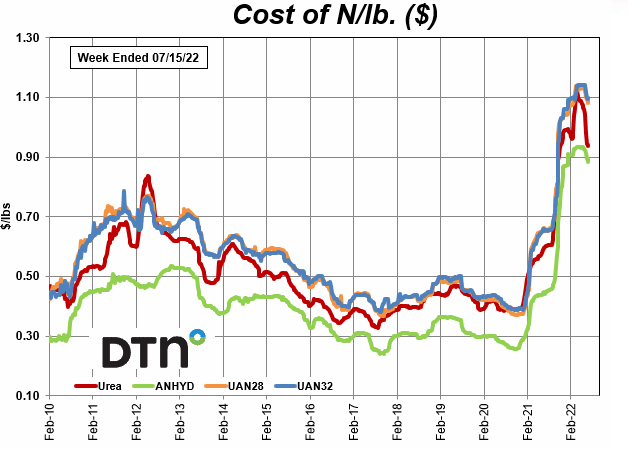 Cost of N/lb. ($)
Week Ended 07/15/22
$/lbs
1.30
1.10
0.90
0.70
0.50
0.30
0.10
DTN
Urea ANHYD UAN28 UAN32
Feb-10 Feb-11 Feb-12 Feb-13 Feb-14 Feb-15 Feb-16 Feb-17 Feb-18 Feb-19 Feb-20 Feb-21 Feb-22